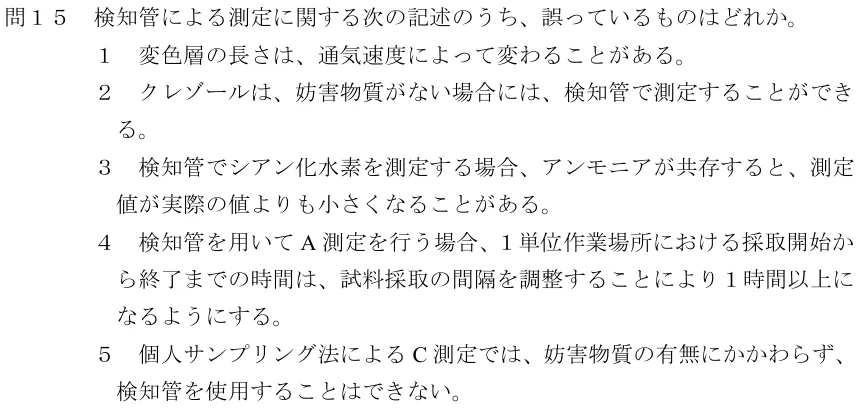 問１５　検知管による測定に関する次の記述のうち、誤っているものはどれか。
１　変色層の長さは、通気速度によって変わることがある。
２　クレゾールは、妨害物質がない場合には、検知管で測定することができ
る。
３　検知管でシアン化水素を測定する場合、アンモニアが共存すると、測定
値が実際の値よりも小さくなることがある。
４　検知管を用いて A 測定を行う場合、１単位作業場所における採取開始か
ら終了までの時間は、試料採取の間隔を調整することにより１時間以上に
なるようにする。
５　個人サンプリング法による C 測定では、妨害物質の有無にかかわらず、
検知管を使用することはできない。